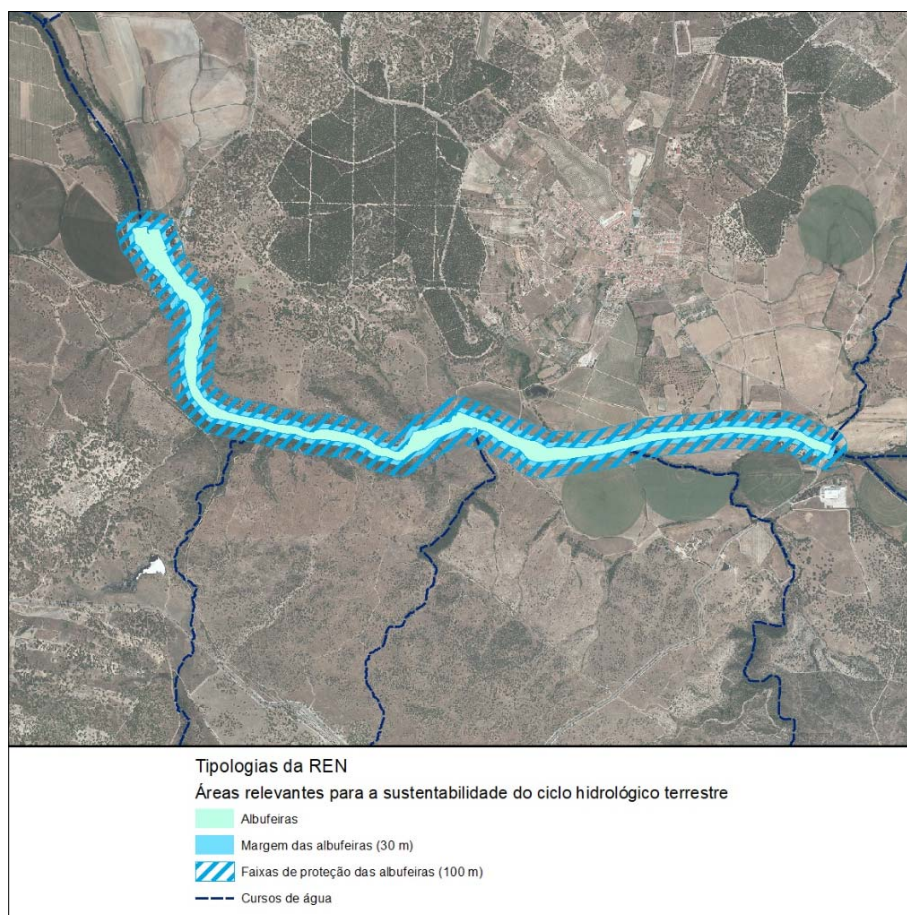 Tipologias da REN
Áreas relevantes para a sustentabilidade do ciclo hidrológico terrestre
Albufeiras
Margem das albufeiras (30 m)
Faixas de proteção das albufeiras (100 m)
Cursos de água